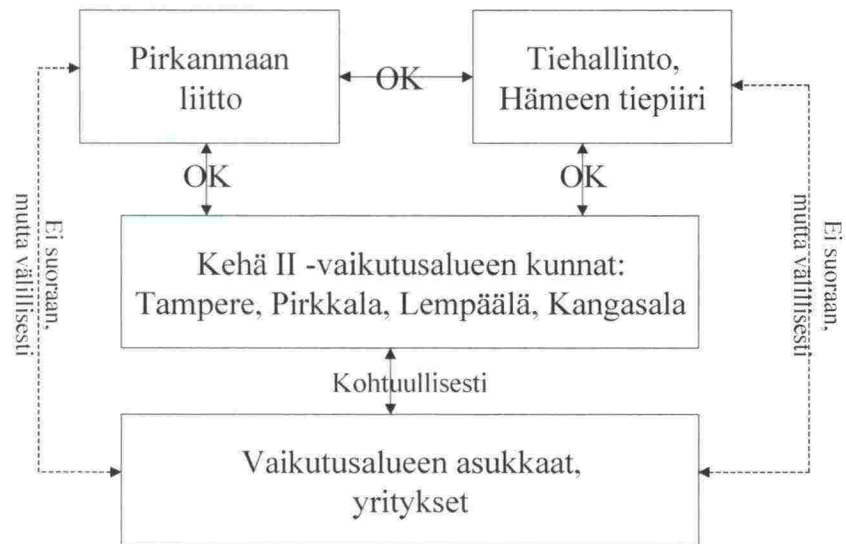 Pirkanmaan
liitto
OK
Tiehallinto,
Hämeen tiepiiri
OK
OK
Ei suoraan,
mutta välillisesti
Kehä II -vaikutusalueen kunnat:
Tampere, Pirkkala, Lempäälä, Kangasala
Ei suoraan,
mutta välillisesti
Kohtuullisesti
Vaikutusalueen asukkaat,
yritykset